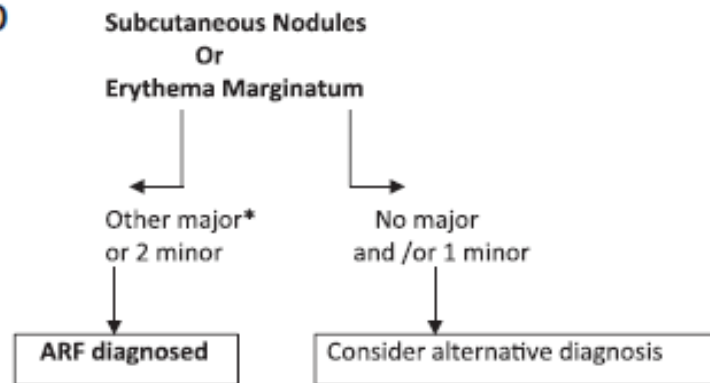 Subcutaneous Nodules
Or
Erythema Marginatum
Other major*
or 2 minor
No major
and /or 1 minor
ARF diagnosed
Consider alternative diagnosis